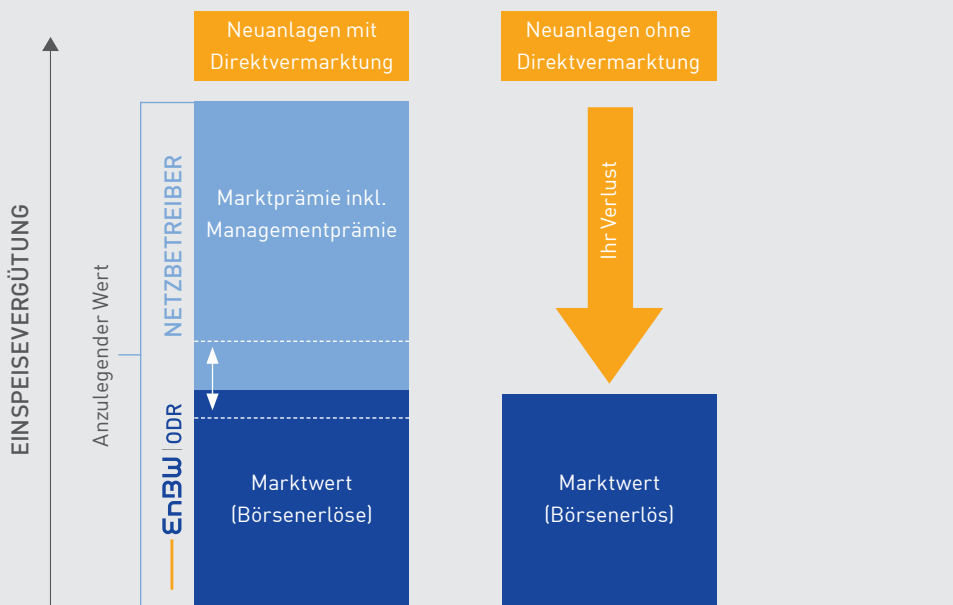 Neuanlagen mit
Direktvermarktung
Neuanlagen ohne
Direktvermarktung
EINSPEISEVERGÜTUNG
Anzulegender Wert
NETZBETREIBER
EnBW | ODR
Marktprämie inkl.
Managementprämie
Marktwert
(Börsenerlöse)
Ihr Verlust
Marktwert
(Börsenerlös)